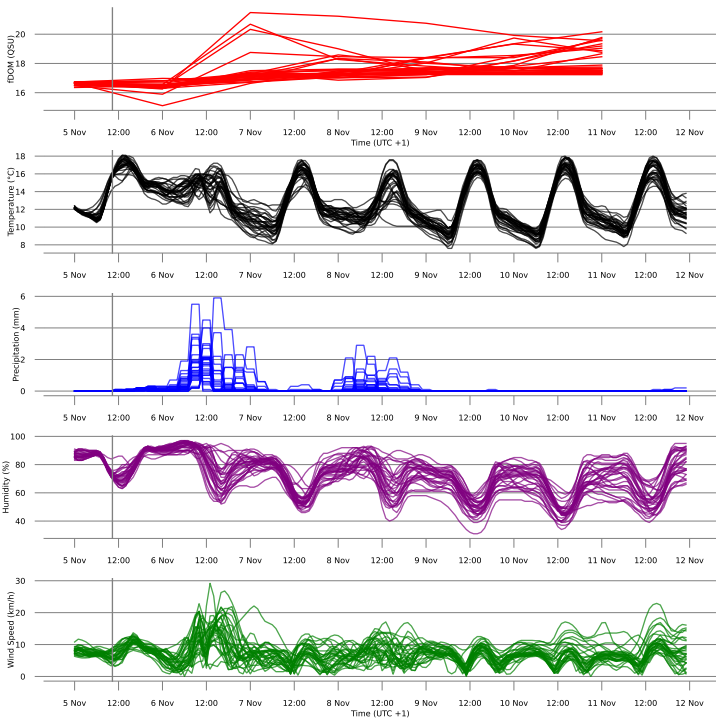 fDOM (QSU)
20
18
16
5 Nov 12:00 6 Nov 12:00 7 Nov 12:00 8 Nov 12:00 9 Nov 12:00 10 Nov 12:00 11 Nov 12:00 12 Nov
Time (UTC +1)
Temperature (°C)
18
16
14
12
10
8
5 Nov 12:00 6 Nov 12:00 7 Nov 12:00 8 Nov 12:00 9 Nov 12:00 10 Nov 12:00 11 Nov 12:00 12 Nov
Precipitation (mm)
6
4
2
0
5 Nov 12:00 6 Nov 12:00 7 Nov 12:00 8 Nov 12:00 9 Nov 12:00 10 Nov 12:00 11 Nov 12:00 12 Nov
Humidity (%)
100
80
60
40
5 Nov 12:00 6 Nov 12:00 7 Nov 12:00 8 Nov 12:00 9 Nov 12:00 10 Nov 12:00 11 Nov 12:00 12 Nov
Wind Speed (km/h)
30
20
10
0
5 Nov 12:00 6 Nov 12:00 7 Nov 12:00 8 Nov 12:00 9 Nov 12:00 10 Nov 12:00 11 Nov 12:00 12 Nov
Time (UTC +1)